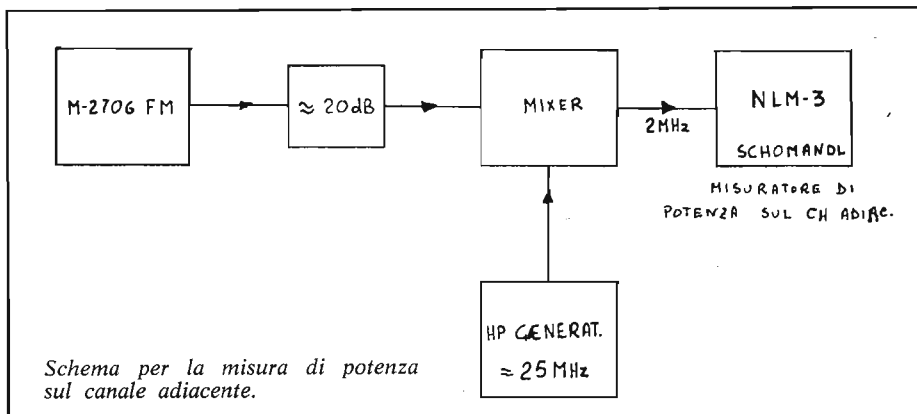 M-2706 FM
≈ 20dB
MIXER
2MHz
NLM-3
SCHOMANDL
MISURATORE DI
POTENZA SUL CH ADIAC.
HP GENERAT.
≈ 25MHz
Schema per la misura di potenza
sul canale adiacente.